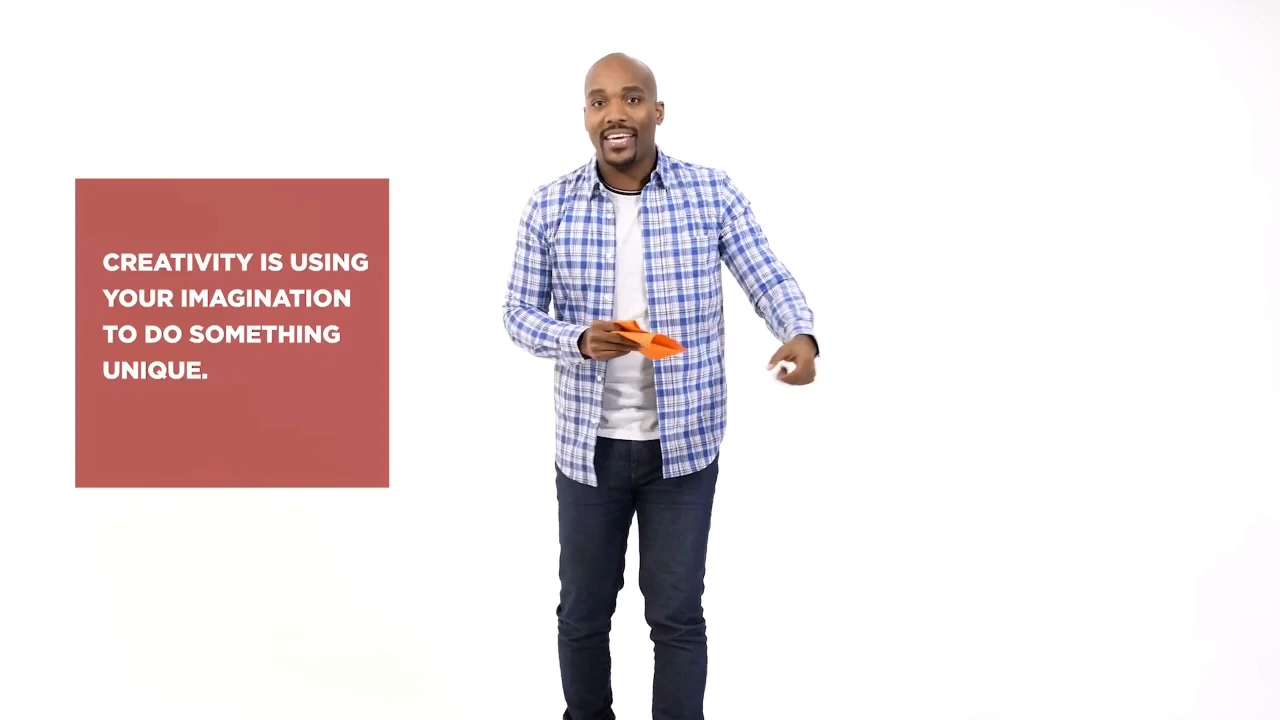 CREATIVITY IS USING
YOUR IMAGINATION
TO DO SOMETHING
UNIQUE.